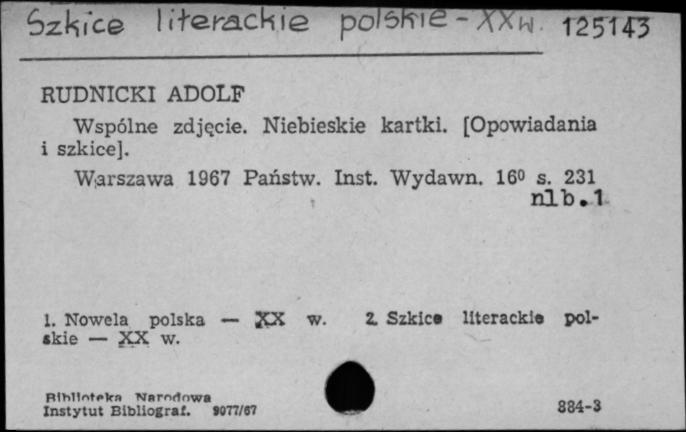 Szkice literackie polskie - XX w. 125143
RUDNICKI ADOLF
Wspólne zdjęcie. Niebieskie kartki. [Opowiadania
i szkice].
Warszawa 1967 Państw. Inst. Wydawn. 16⁰ s. 231
nlb.1.
1. Nowela polska — XX w. 2. Szkice literackie pol-
skie — XX w.
Biblioteka Narodowa
Instytut Bibliograf. 9077/67 884-3